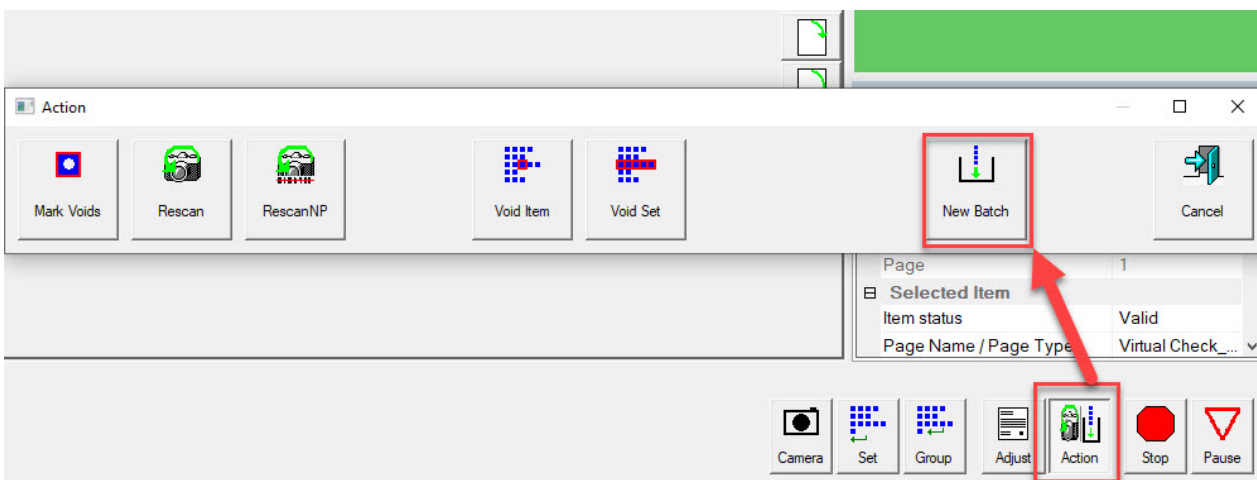 Action
Mark Voids
Rescan
RescanNP
Void Item
Void Set
New Batch
Cancel
Page 1
Selected Item
Item status Valid
Page Name / Page Type Virtual Check_...
Camera
Set
Group
Adjust
Action
Stop
Pause